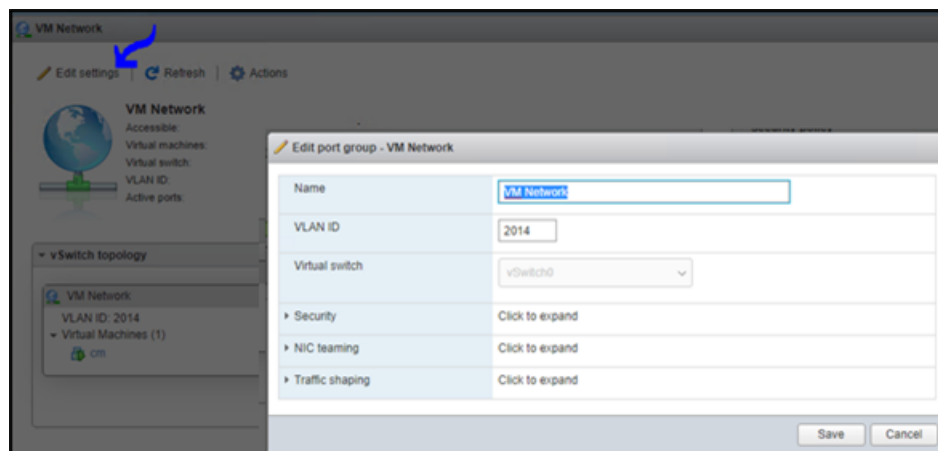 VM Network
Edit settings | Refresh | Actions
VM Network
Accessible:
Virtual machines:
Virtual switch:
VLAN ID:
Active ports:
vSwitch topology
VM Network
VLAN ID: 2014
Virtual Machines (1)
cm
Edit port group - VM Network
Name VM Network
VLAN ID 2014
Virtual switch vSwitch0
Security Click to expand
NIC teaming Click to expand
Traffic shaping Click to expand
Save Cancel